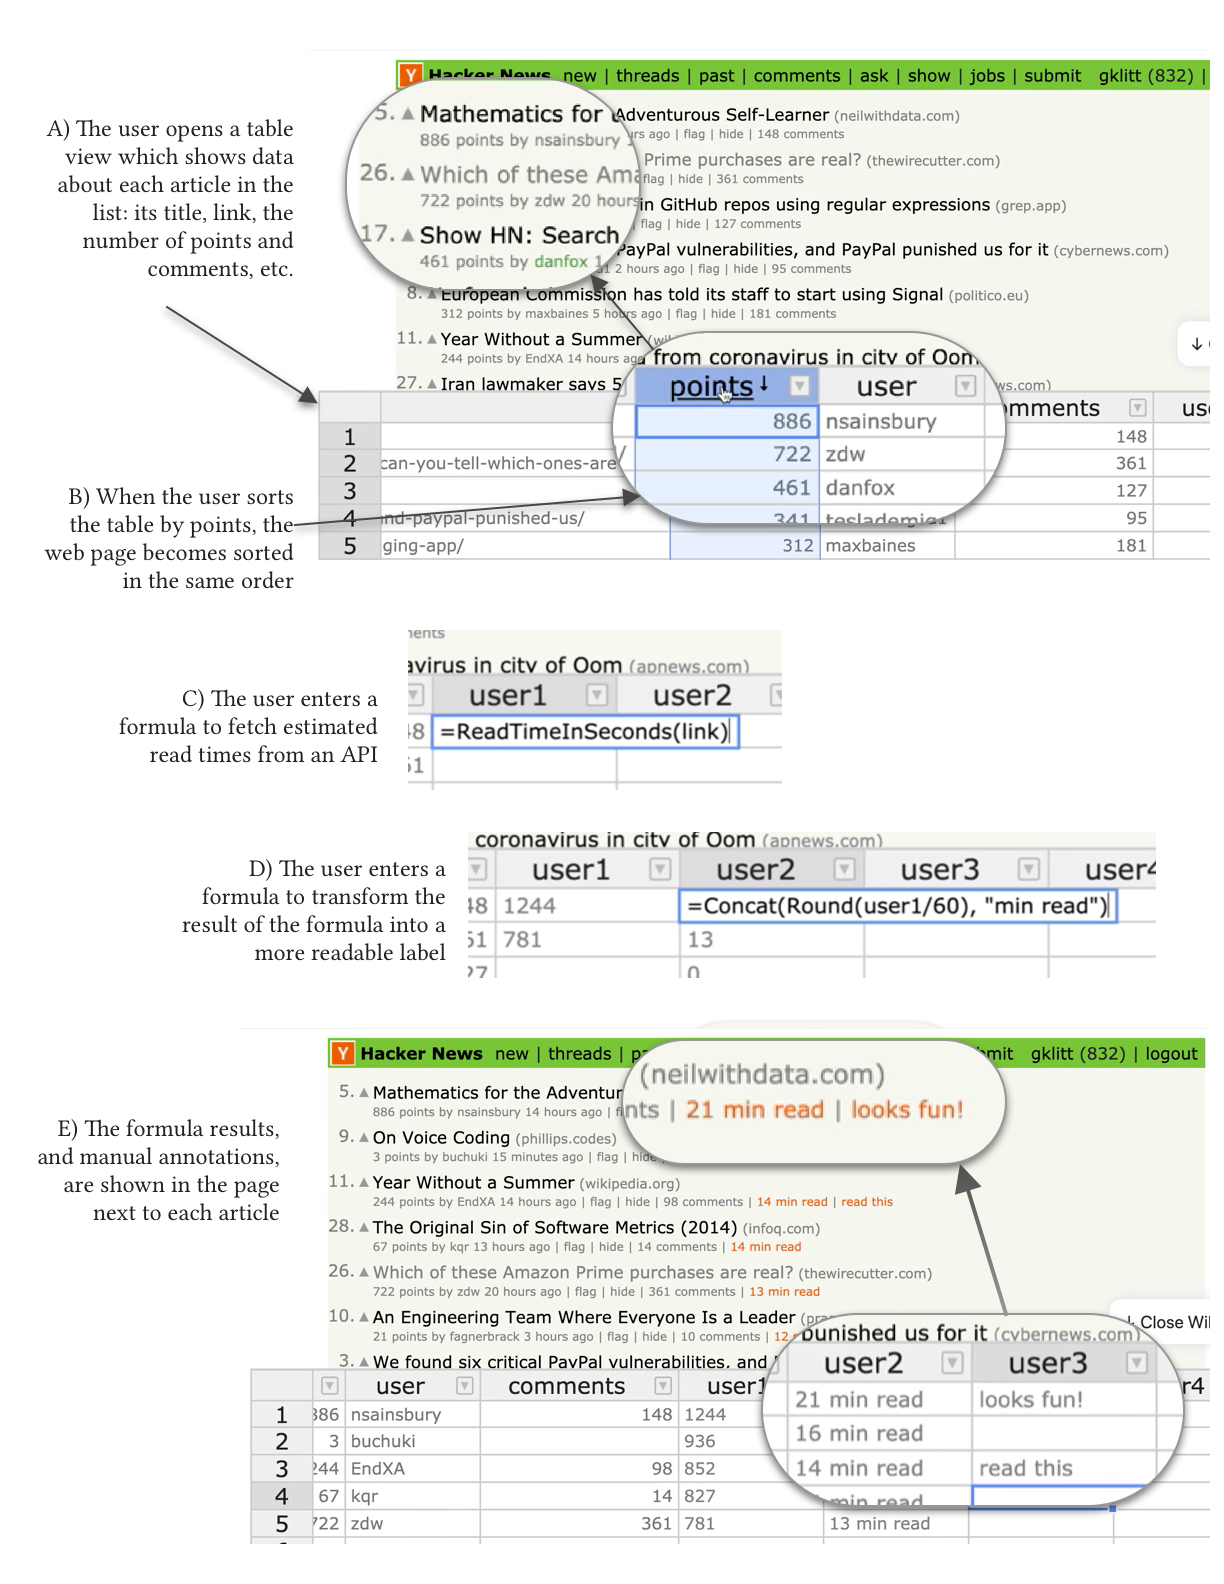 Y Hacker News new | threads | past | comments | ask | show | jobs | submit gklitt (832) |
A) The user opens a table
view which shows data
about each article in the
list: its title, link, the
number of points and
comments, etc.
5. Mathematics for Adventurous Self-Learner (neilwithdata.com)
886 points by nsainsbury ago | flag | hide | 148 comments
26. Which of these Prime purchases are real? (thewirecutter.com)
722 points by zdw 20 hours flag | hide | 361 comments
17. Show HN: Search in GitHub repos using regular expressions (grep.app)
461 points by danfox flag | hide | 127 comments
PayPal vulnerabilities, and PayPal punished us for it (cybernews.com)
2 hours ago | flag | hide | 95 comments
8. European Commission has told its staff to start using Signal (politico.eu)
312 points by maxbaines 5 hours ago | flag | hide | 181 comments
11. Year Without a Summer
244 points by EndXA 14 hours ago
27. Iran lawmaker says 5
from coronavirus in city of Oom
points ↓ user comments
1 886 nsainsbury 148
2 can-you-tell-which-ones-are/ 722 zdw 361
3 461 danfox 127
4 nd-paypal-punished-us/ 341 95
5 ging-app/ 312 maxbaines 181
B) When the user sorts
the table by points, the
web page becomes sorted
in the same order
avirus in city of Oom (apnews.com)
user1 user2
48 =ReadTimeInSeconds(link)
61
C) The user enters a
formula to fetch estimated
read times from an API
coronavirus in city of Oom (apnews.com)
user1 user2 user3 user4
48 1244 =Concat(Round(user1/60), "min read")
61 781 13
27 0
D) The user enters a
formula to transform the
result of the formula into a
more readable label
Y Hacker News new | threads | submit gklitt (832) | logout
(neilwithdata.com)
nts | 21 min read | looks fun!
5. Mathematics for the Adventur
886 points by nsainsbury 14 hours ago |
9. On Voice Coding (phillips.codes)
3 points by buchuki 15 minutes ago | flag | hide
11. Year Without a Summer (wikipedia.org)
244 points by EndXA 14 hours ago | flag | hide | 98 comments | 14 min read | read this
28. The Original Sin of Software Metrics (2014) (infoq.com)
67 points by kqr 13 hours ago | flag | hide | 14 comments | 14 min read
26. Which of these Amazon Prime purchases are real? (thewirecutter.com)
722 points by zdw 20 hours ago | flag | hide | 361 comments | 13 min read
10. An Engineering Team Where Everyone Is a Leader
21 points by fagnerbrack 3 hours ago | flag | hide | 10 comments | 12
↓ Close Wil
3. We found six critical PayPal vulnerabilities, and punished us for it (cybernews.com)
E) The formula results,
and manual annotations,
are shown in the page
next to each article
user comments user1 user2 user3 r4
1 886 nsainsbury 148 1244 21 min read looks fun!
2 3 buchuki 936 16 min read
3 244 EndXA 98 852 14 min read read this
4 67 kqr 14 827 min read
5 722 zdw 361 781 13 min read